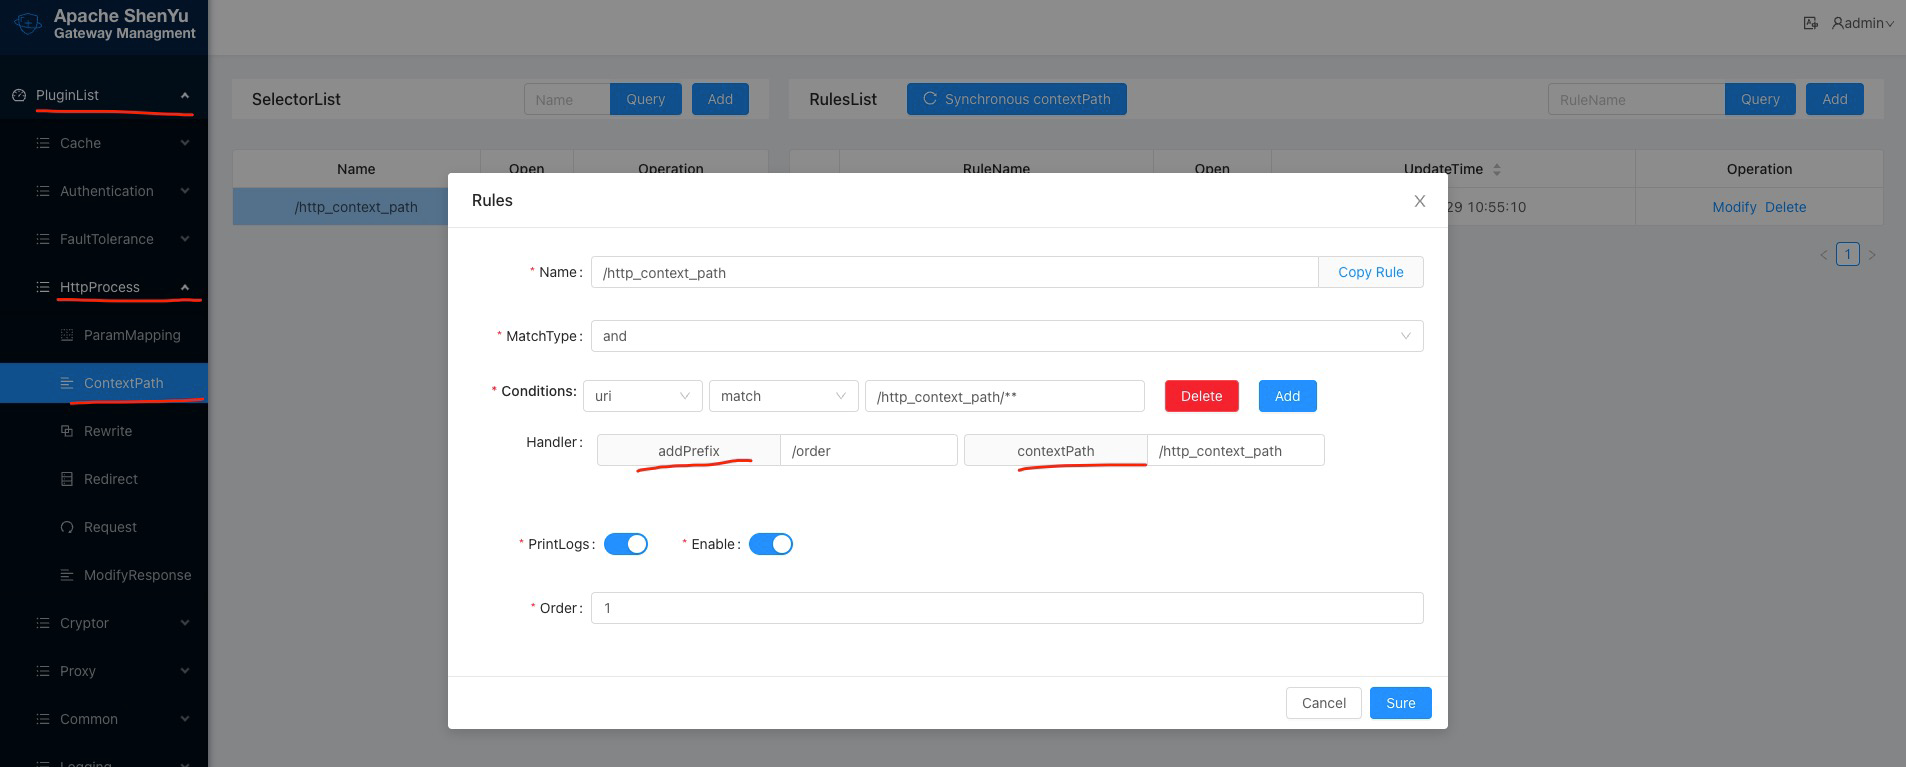 Apache ShenYu
Gateway Managment
admin
PluginList
Cache
Authentication
FaultTolerance
HttpProcess
ParamMapping
ContextPath
Rewrite
Redirect
Request
ModifyResponse
Cryptor
Proxy
Common
Logging
SelectorList Name Query Add
RulesList Synchronous contextPath RuleName Query Add
Name Open Operation
RuleName Open UpdateTime Operation
/http_context_path
29 10:55:10 Modify Delete
1
Rules
* Name: /http_context_path Copy Rule
* MatchType: and
* Conditions: uri match /http_context_path/** Delete Add
Handler: addPrefix /order contextPath /http_context_path
* PrintLogs: * Enable:
* Order: 1
Cancel Sure